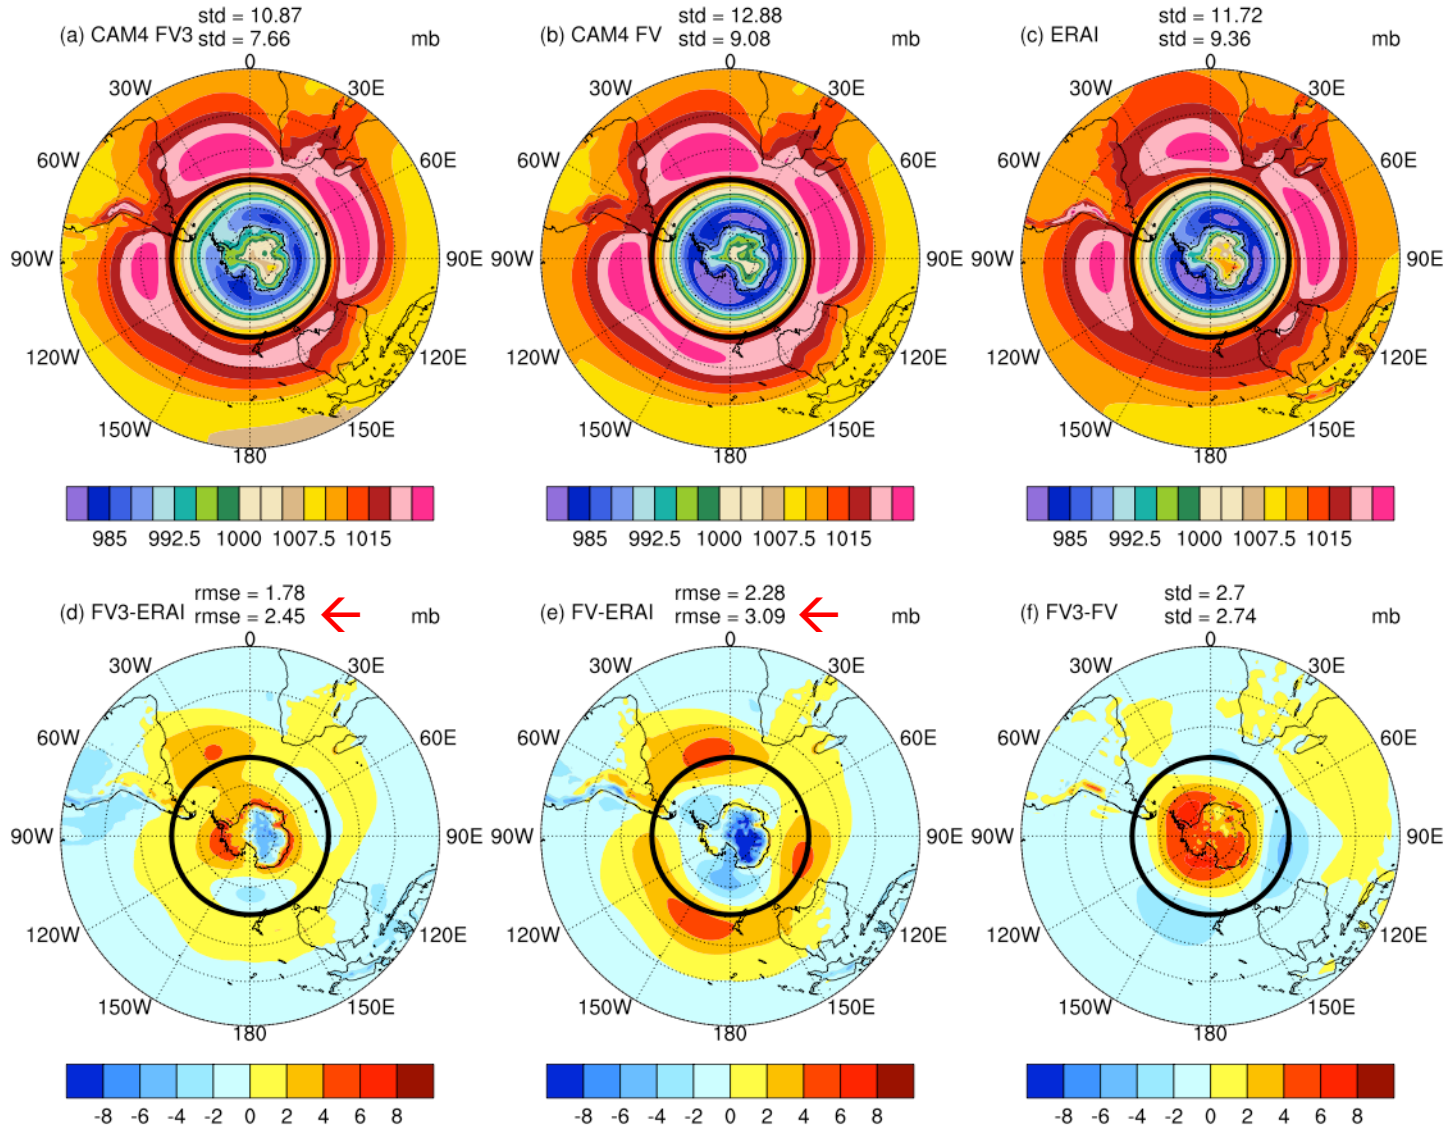 std = 10.87
(a) CAM4 FV3 std = 7.66 mb
std = 12.88
(b) CAM4 FV std = 9.08 mb
std = 11.72
(c) ERAI std = 9.36 mb
0
30W 30E
60W 60E
90W 90E
120W 120E
150W 150E
180
0
30W 30E
60W 60E
90W 90E
120W 120E
150W 150E
180
0
30W 30E
60W 60E
90W 90E
120W 120E
150W 150E
180
985 992.5 1000 1007.5 1015
985 992.5 1000 1007.5 1015
985 992.5 1000 1007.5 1015
rmse = 1.78
(d) FV3-ERAI rmse = 2.45 mb
rmse = 2.28
(e) FV-ERAI rmse = 3.09 mb
std = 2.7
(f) FV3-FV std = 2.74 mb
0
30W 30E
60W 60E
90W 90E
120W 120E
150W 150E
180
0
30W 30E
60W 60E
90W 90E
120W 120E
150W 150E
180
0
30W 30E
60W 60E
90W 90E
120W 120E
150W 150E
180
-8 -6 -4 -2 0 2 4 6 8
-8 -6 -4 -2 0 2 4 6 8
-8 -6 -4 -2 0 2 4 6 8